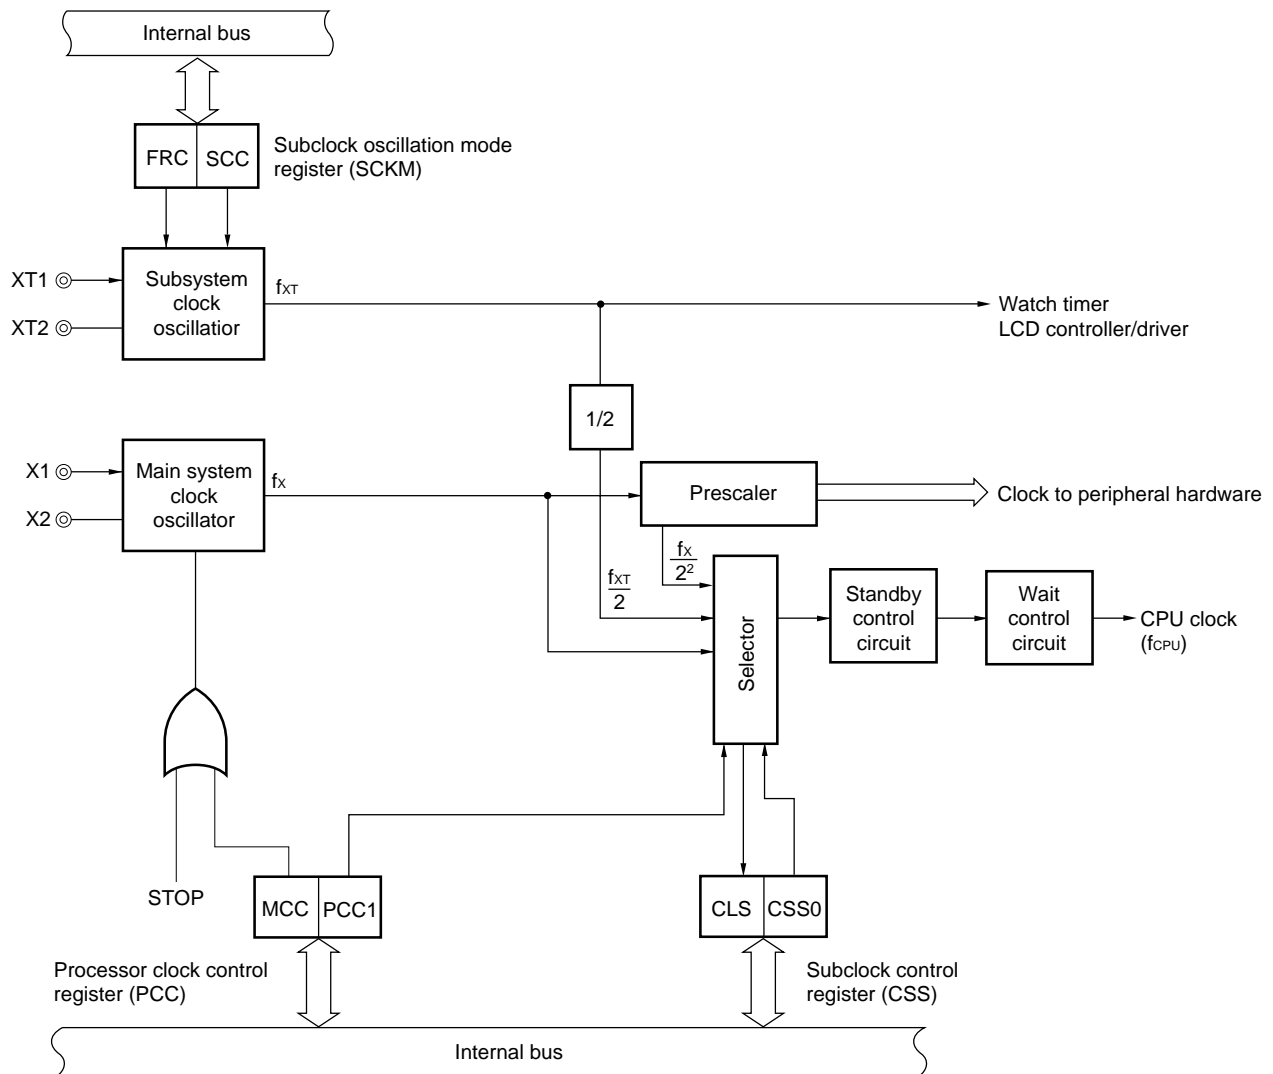 Internal bus
FRC
SCC
Subclock oscillation mode
register (SCKM)
XT1
XT2
Subsystem
clock
oscillatior
fXT
Watch timer
LCD controller/driver
1/2
X1
X2
Main system
clock
oscillator
fX
Prescaler
Clock to peripheral hardware
fX
2²
fXT
2
Selector
Standby
control
circuit
Wait
control
circuit
CPU clock
(fCPU)
STOP
MCC
PCC1
CLS
CSS0
Processor clock control
register (PCC)
Subclock control
register (CSS)
Internal bus